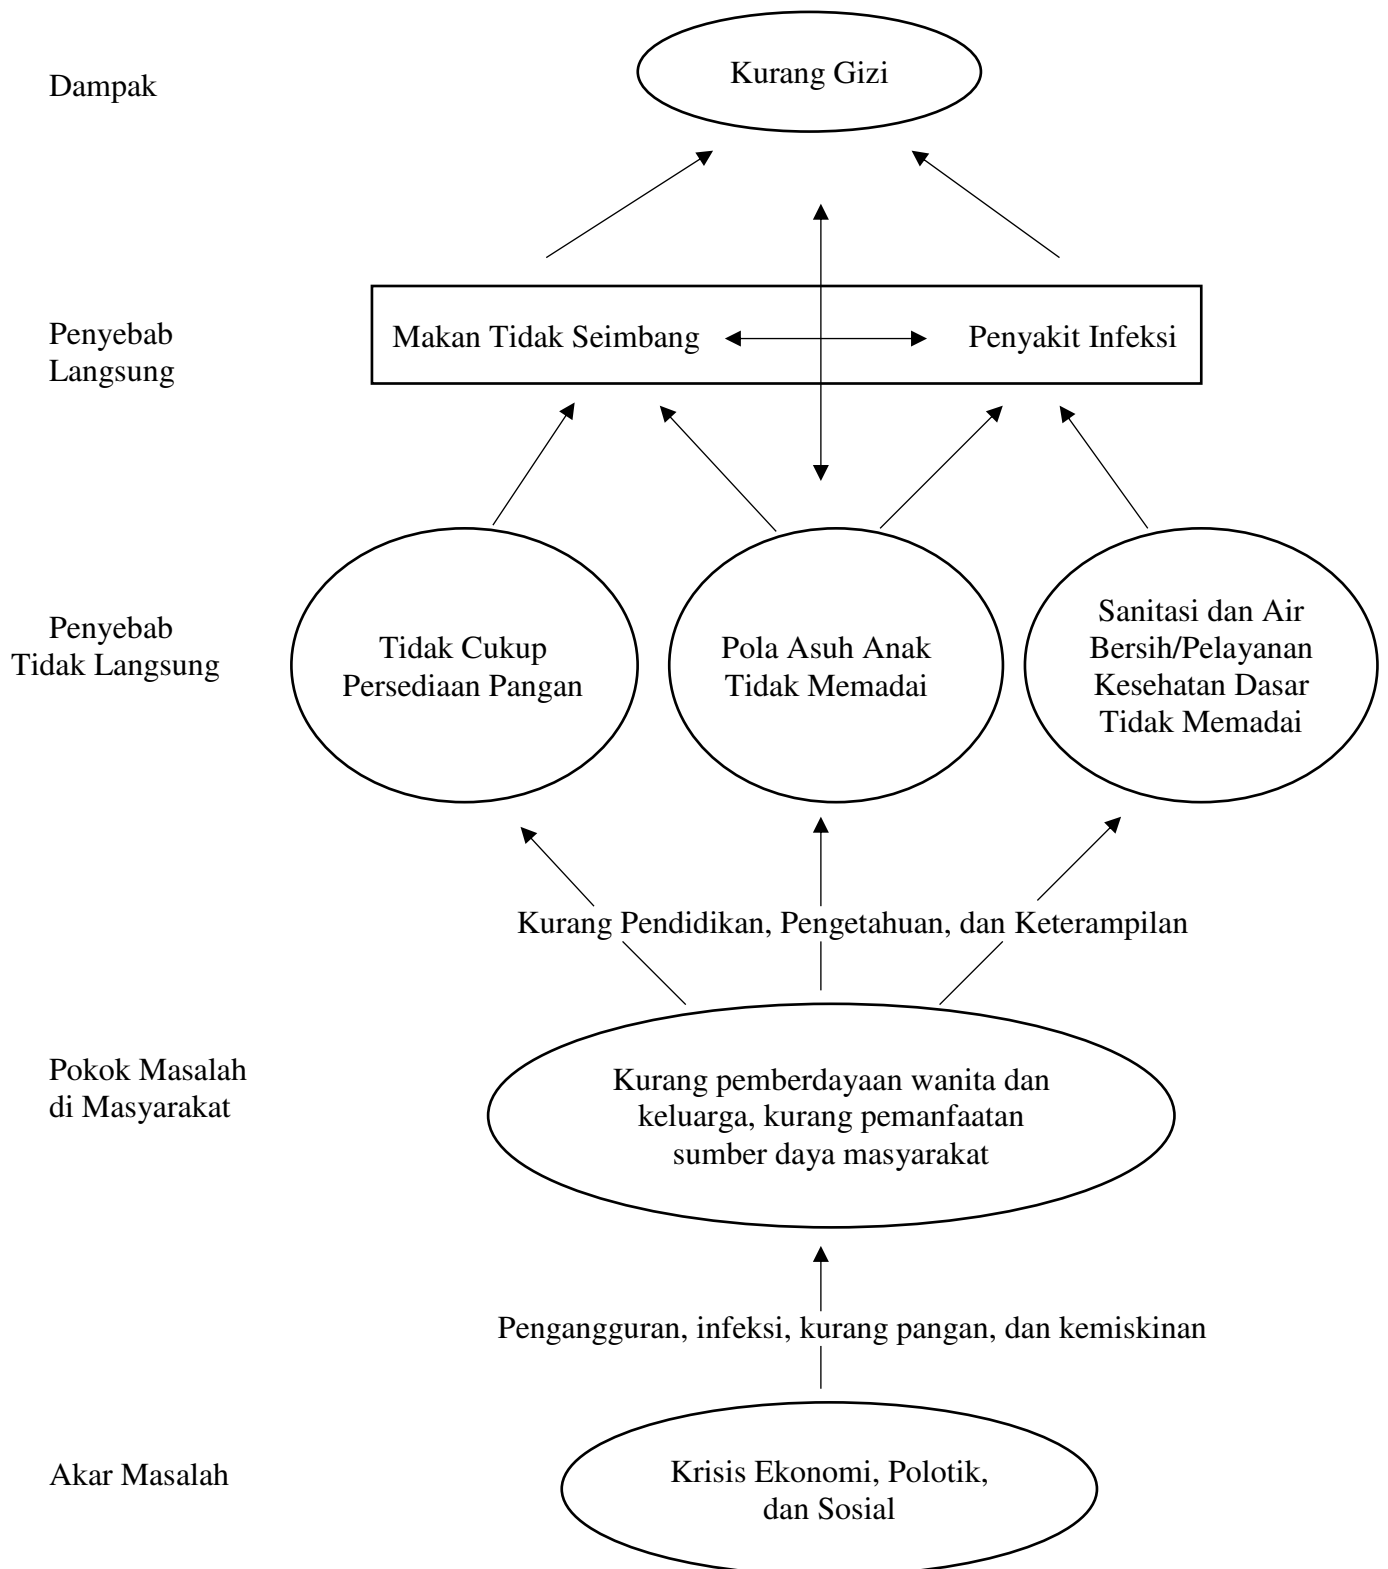 Dampak
Kurang Gizi
Penyebab
Langsung
Makan Tidak Seimbang
Penyakit Infeksi
Penyebab
Tidak Langsung
Tidak Cukup
Persediaan Pangan
Pola Asuh Anak
Tidak Memadai
Sanitasi dan Air
Bersih/Pelayanan
Kesehatan Dasar
Tidak Memadai
Kurang Pendidikan, Pengetahuan, dan Keterampilan
Pokok Masalah
di Masyarakat
Kurang pemberdayaan wanita dan
keluarga, kurang pemanfaatan
sumber daya masyarakat
Pengangguran, infeksi, kurang pangan, dan kemiskinan
Akar Masalah
Krisis Ekonomi, Polotik,
dan Sosial